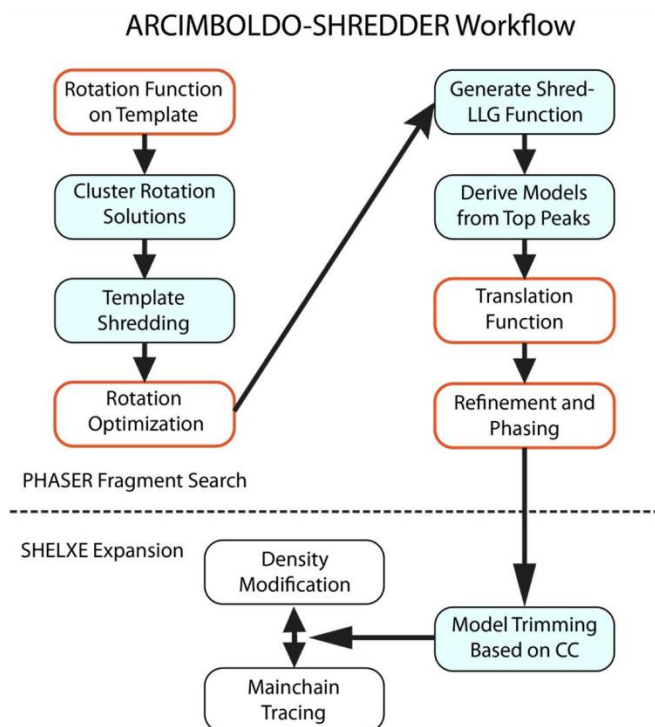 ARCIMBOLDO-SHREDDER Workflow
Rotation Function
on Template
Cluster Rotation
Solutions
Template
Shredding
Rotation
Optimization
PHASER Fragment Search
Generate Shred-
LLG Function
Derive Models
from Top Peaks
Translation
Function
Refinement and
Phasing
SHELXE Expansion
Density
Modification
Mainchain
Tracing
Model Trimming
Based on CC